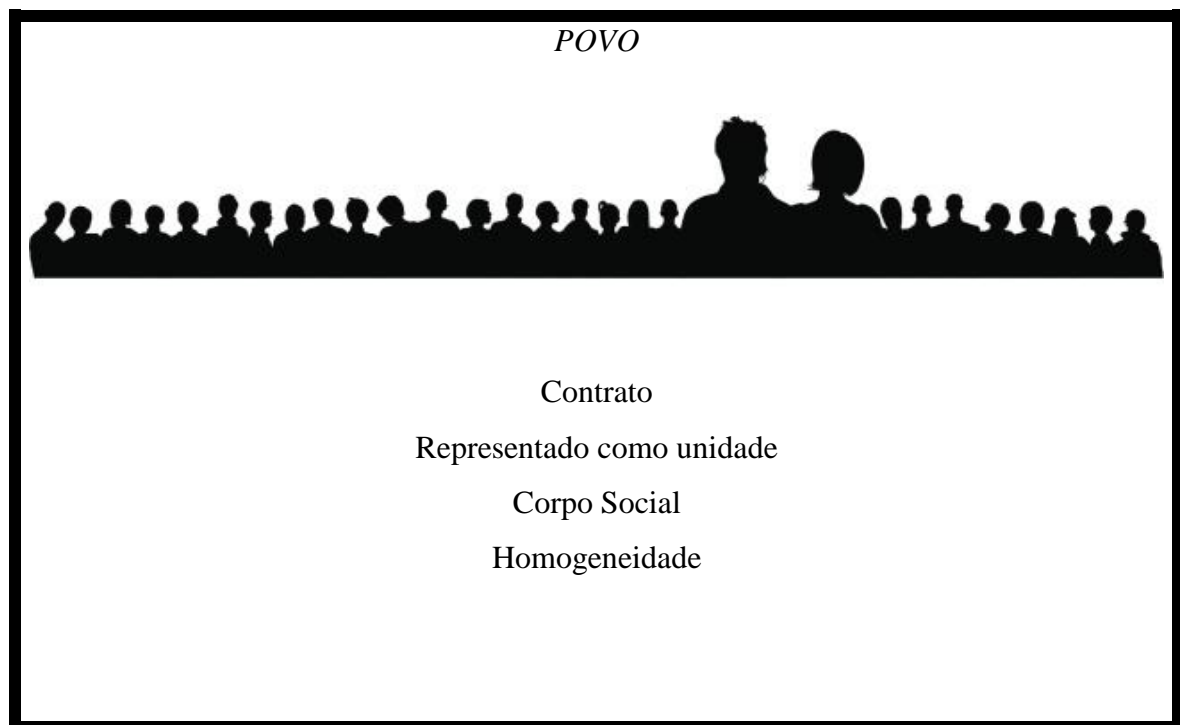 POVO
Contrato
Representado como unidade
Corpo Social
Homogeneidade